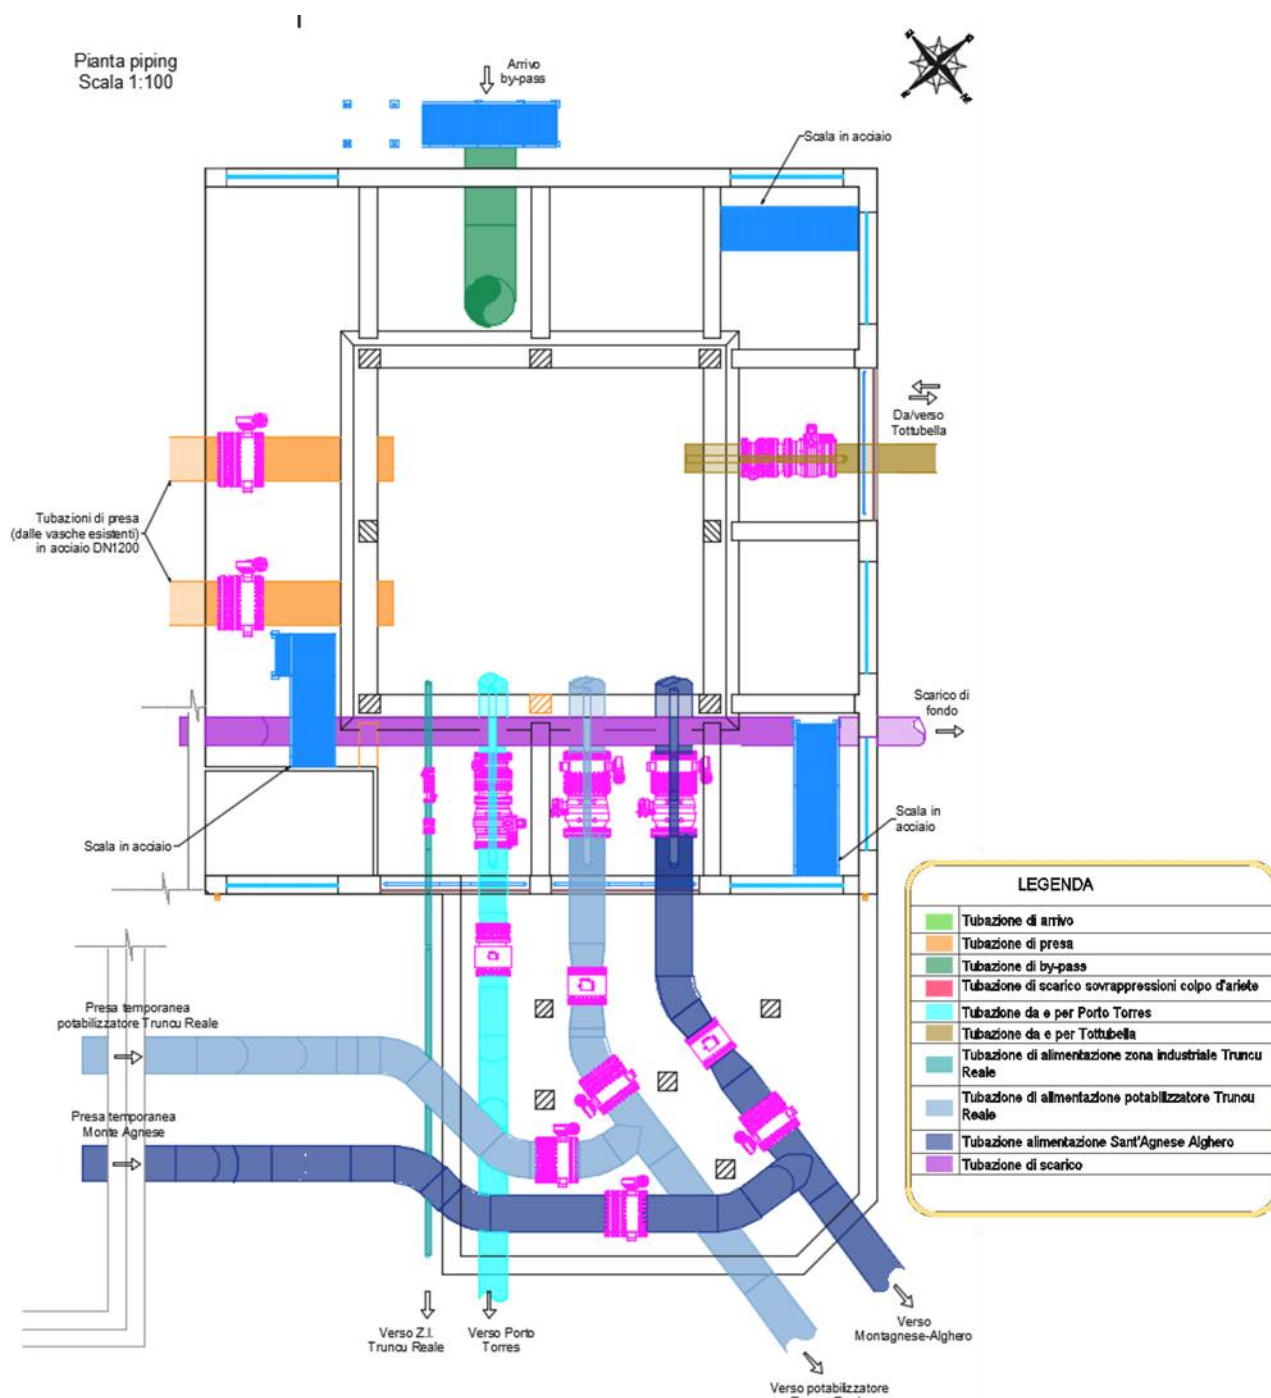 Pianta piping
Scala 1:100
Arrivo
by-pass
Scala in acciaio
Da/verso
Tottubella
Tubazioni di presa
(dalle vasche esistenti)
in acciaio DN1200
Scarico di
fondo
Scala in acciaio
Scala in
acciaio
Presa temporanea
potabilizzatore Truncu Reale
Presa temporanea
Monte Agnese
Verso Z.I.
Truncu Reale
Verso Porto
Torres
Verso
Montagnese-Alghero
Verso potabilizzatore
LEGENDA
Tubazione di arrivo
Tubazione di presa
Tubazione di by-pass
Tubazione di scarico sovrappressioni colpo d'ariete
Tubazione da e per Porto Torres
Tubazione da e per Tottubella
Tubazione di alimentazione zona industriale Truncu
Reale
Tubazione di alimentazione potabilizzatore Truncu
Reale
Tubazione alimentazione Sant'Agnese Alghero
Tubazione di scarico